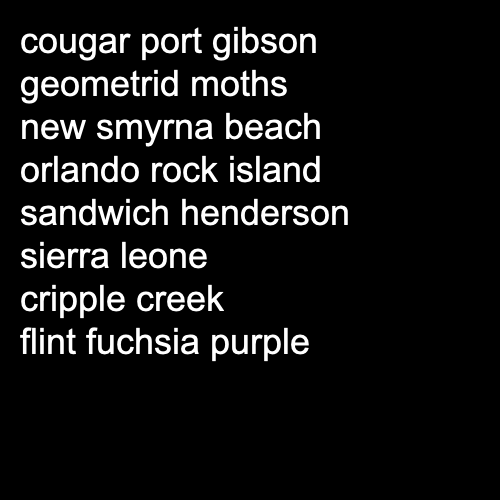 cougar port gibson
geometrid moths
new smyrna beach
orlando rock island
sandwich henderson
sierra leone
cripple creek
flint fuchsia purple